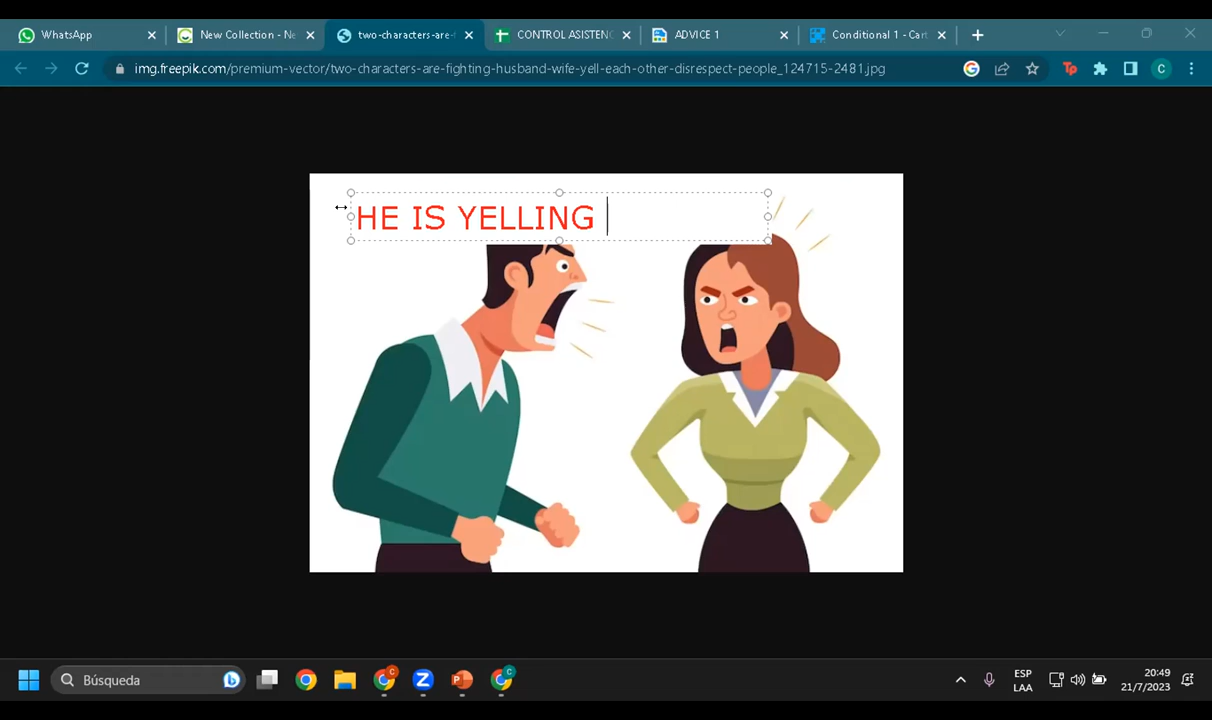 WhatsApp
New Collection - Ne
two-characters-are-f
CONTROL ASISTENC
ADVICE 1
Conditional 1 - Cart
img.freepik.com/premium-vector/two-characters-are-fighting-husband-wife-yell-each-other-disrespect-people_124715-2481.jpg
HE IS YELLING
Búsqueda
ESP
LAA
20:49
21/7/2023